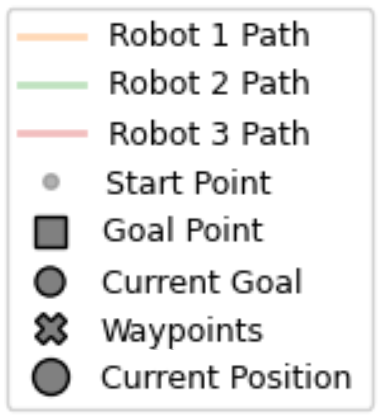 Robot 1 Path
Robot 2 Path
Robot 3 Path
Start Point
Goal Point
Current Goal
Waypoints
Current Position